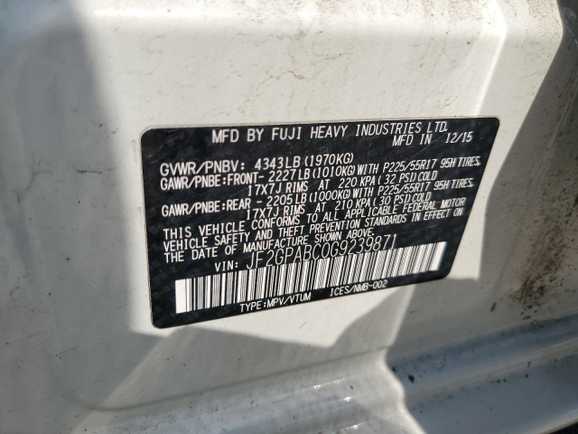 MFD BY FUJI HEAVY INDUSTRIES LTD.
MFD IN 12/15
GVWR/PNBV: 4343LB (1970KG)
GAWR/PNBE:FRONT- 2227LB (1010KG)WITH P225/55R17 95H TIRES,
17X7J RIMS AT 220 KPA ( 32 PSI) COLD
GAWR/PNBE:REAR - 2205LB (1000KG)WITH P225/55R17 95H TIRES,
17X7J RIMS AT 210 KPA ( 30 PSI) COLD
THIS VEHICLE CONFORMS TO ALL APPLICABLE FEDERAL MOTOR
VEHICLE SAFETY AND THEFT PREVENTION STANDARDS
IN EFFECT ON THE DATE OF MANUFACTURE SHOWN ABOVE.
VIN: JF2GPABC0G9239871
TYPE:MPV/VTUM ICES/NMB-002